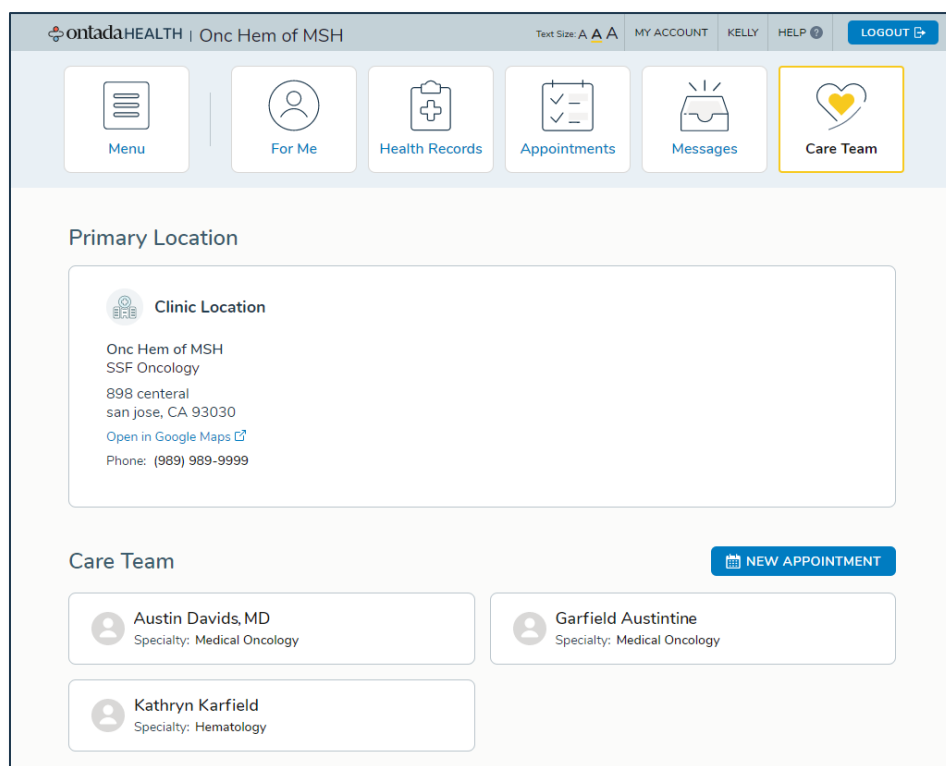 ontada HEALTH | Onc Hem of MSH
Text Size: A A A
MY ACCOUNT
KELLY
HELP ?
LOGOUT
Menu
For Me
Health Records
Appointments
Messages
Care Team
Primary Location
Clinic Location
Onc Hem of MSH
SSF Oncology
898 centeral
san jose, CA 93030
Open in Google Maps
Phone: (989) 989-9999
Care Team
NEW APPOINTMENT
Austin Davids, MD
Specialty: Medical Oncology
Garfield Austintine
Specialty: Medical Oncology
Kathryn Karfield
Specialty: Hematology